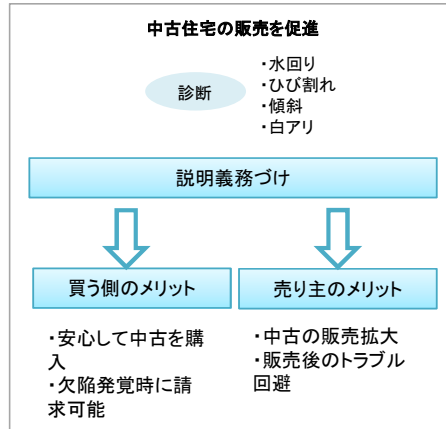 中古住宅の販売を促進
診断
・水回り
・ひび割れ
・傾斜
・白アリ
説明義務づけ
買う側のメリット
・安心して中古を購
入
・欠陥発覚時に請
求可能
売り主のメリット
・中古の販売拡大
・販売後のトラブル
回避